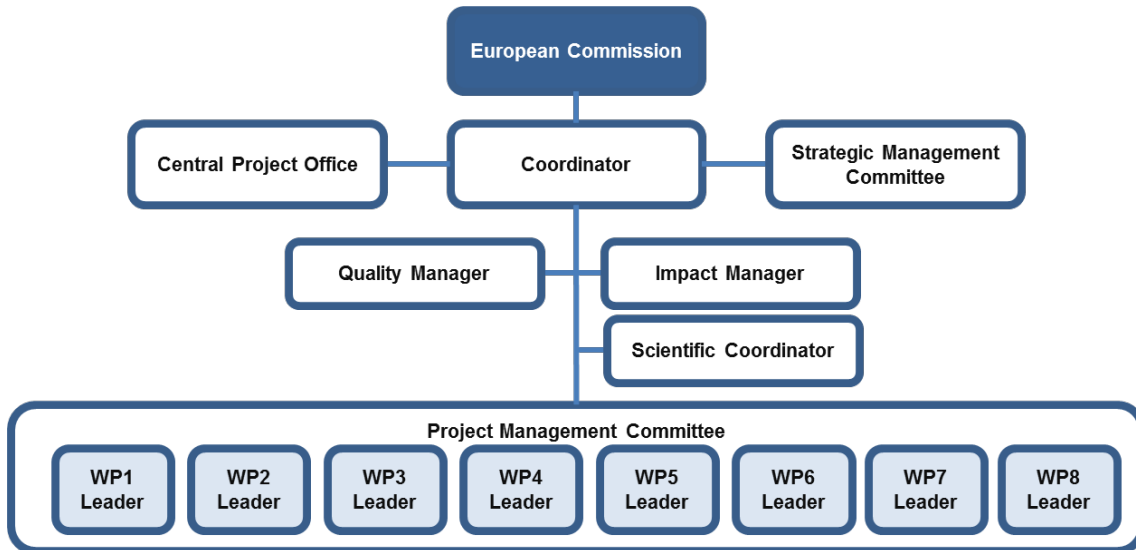 European Commission
Central Project Office
Coordinator
Strategic Management
Committee
Quality Manager
Impact Manager
Scientific Coordinator
Project Management Committee
WP1
Leader
WP2
Leader
WP3
Leader
WP4
Leader
WP5
Leader
WP6
Leader
WP7
Leader
WP8
Leader